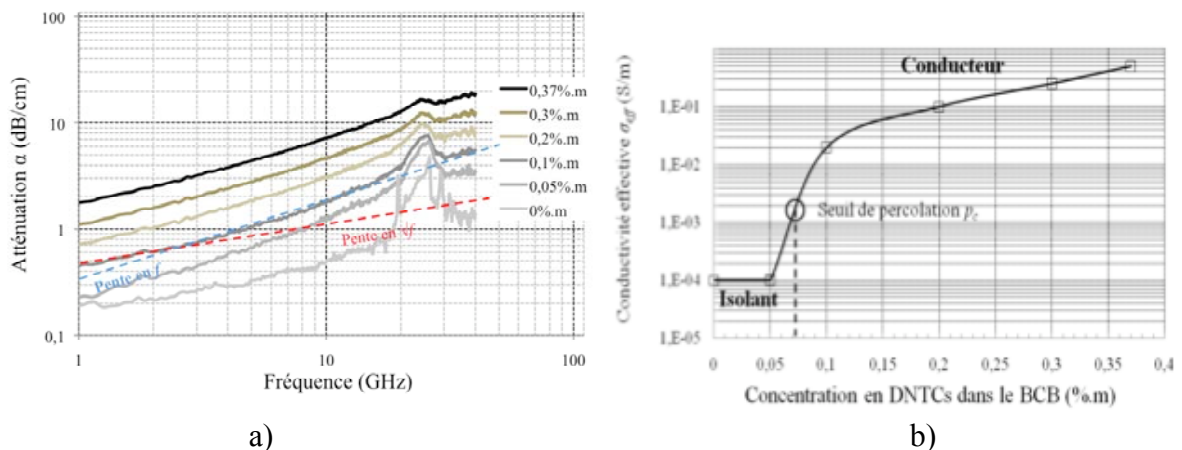 100
10
1
0,1
1
10
100
Atténuation α (dB/cm)
Fréquence (GHz)
0,37%.m
0,3%.m
0,2%.m
0,1%.m
0,05%.m
0%.m
Pente en f
Pente en √f
a)
Conductivité effective σeff (S/m)
1,E-01
1,E-02
1,E-03
1,E-04
1,E-05
Conducteur
Seuil de percolation pc
Isolant
0
0,05
0,1
0,15
0,2
0,25
0,3
0,35
0,4
Concentration en DNTCs dans le BCB (%.m)
b)